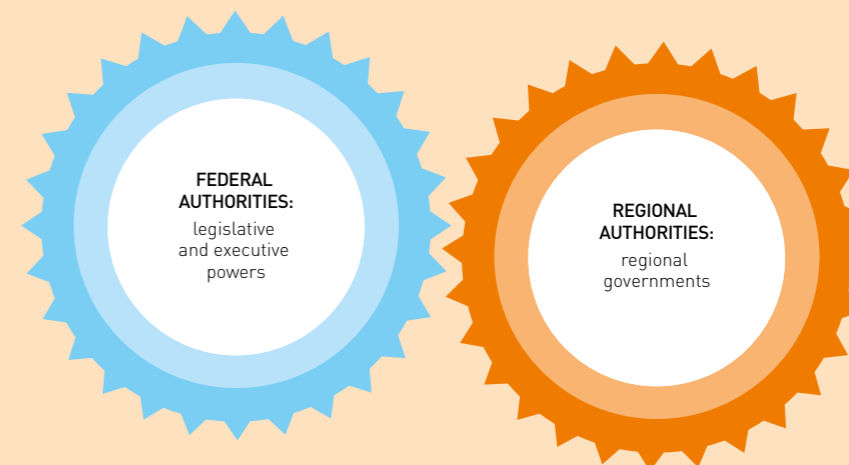 FEDERAL
AUTHORITIES:
legislative
and executive
powers
REGIONAL
AUTHORITIES:
regional
governments